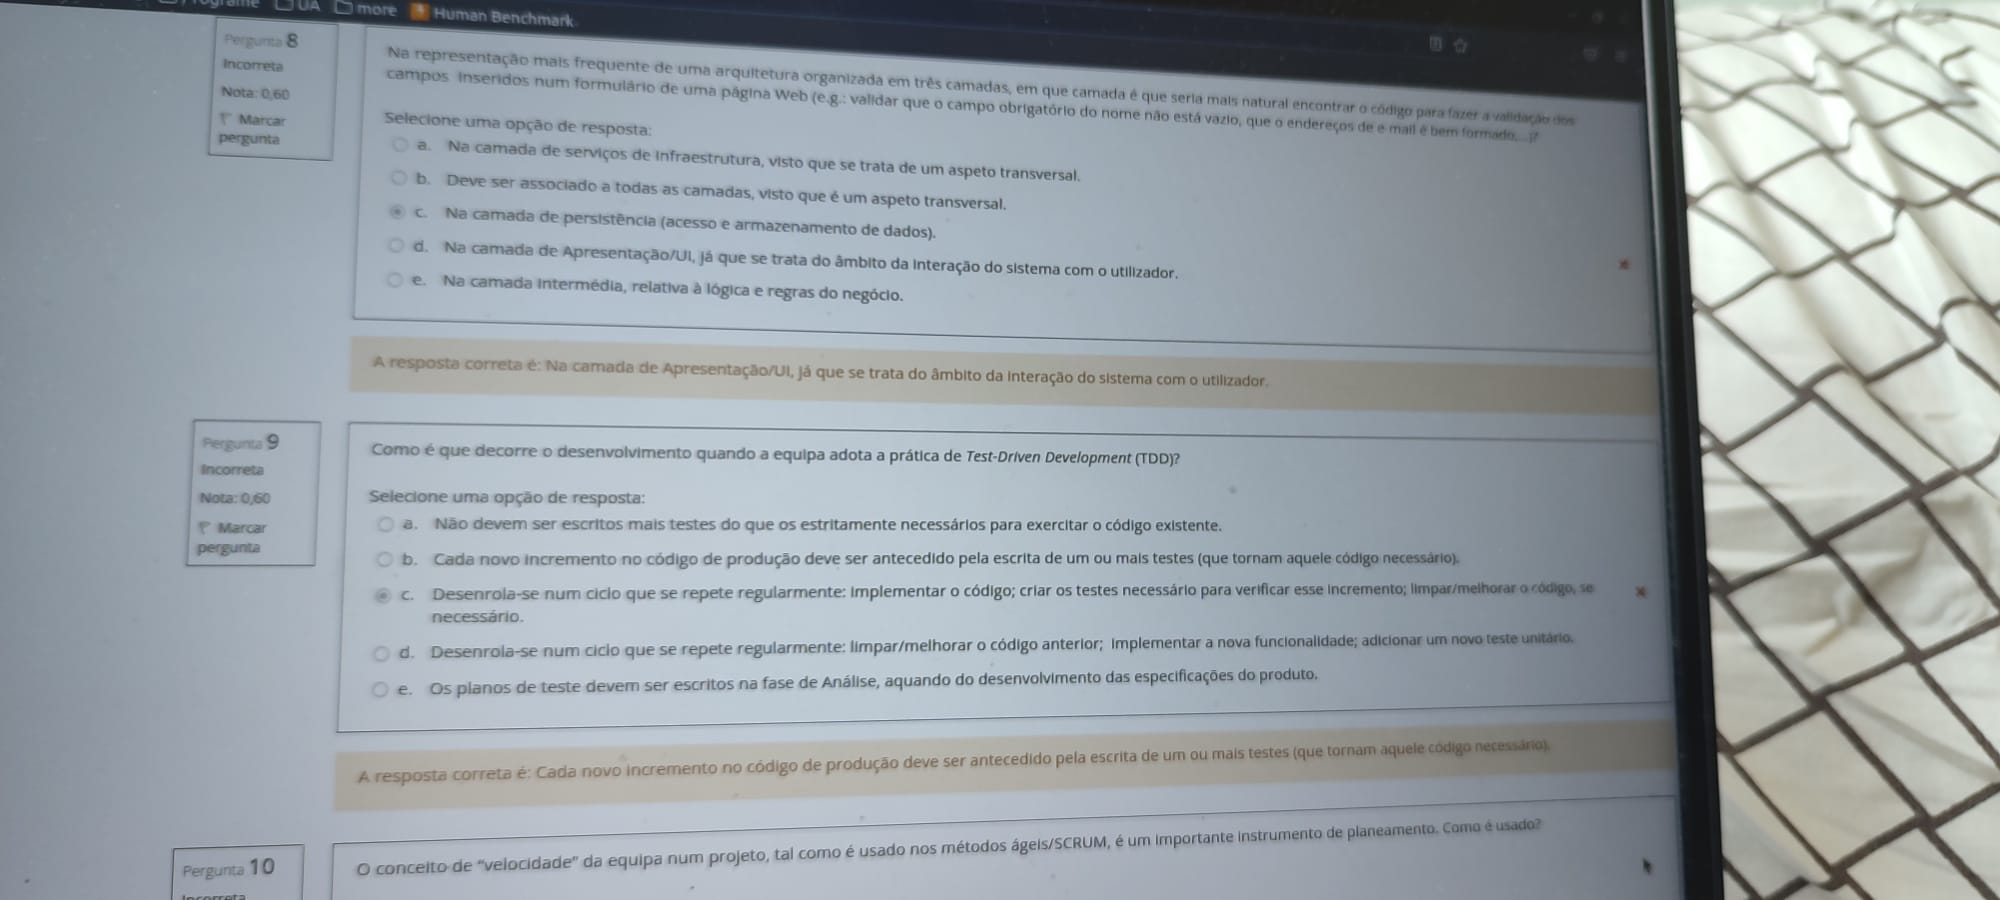 UA more Human Benchmark
Pergunta 8
Incorreta
Nota: 0,60
Marcar
pergunta
Na representação mais frequente de uma arquitetura organizada em três camadas, em que camada é que seria mais natural encontrar o código para fazer a validação dos
campos inseridos num formulário de uma página Web (e.g.: validar que o campo obrigatório do nome não está vazio, que o endereços de e-mail é bem formado,...)?
Selecione uma opção de resposta:
a. Na camada de serviços de infraestrutura, visto que se trata de um aspeto transversal.
b. Deve ser associado a todas as camadas, visto que é um aspeto transversal.
c. Na camada de persistência (acesso e armazenamento de dados).
d. Na camada de Apresentação/UI, já que se trata do âmbito da interação do sistema com o utilizador.
e. Na camada intermédia, relativa à lógica e regras do negócio.
A resposta correta é: Na camada de Apresentação/UI, já que se trata do âmbito da interação do sistema com o utilizador.
Pergunta 9
Incorreta
Nota: 0,60
Marcar
pergunta
Como é que decorre o desenvolvimento quando a equipa adota a prática de Test-Driven Development (TDD)?
Selecione uma opção de resposta:
a. Não devem ser escritos mais testes do que os estritamente necessários para exercitar o código existente.
b. Cada novo incremento no código de produção deve ser antecedido pela escrita de um ou mais testes (que tornam aquele código necessário).
c. Desenrola-se num ciclo que se repete regularmente: implementar o código; criar os testes necessário para verificar esse incremento; limpar/melhorar o código, se
necessário.
d. Desenrola-se num ciclo que se repete regularmente: limpar/melhorar o código anterior; implementar a nova funcionalidade; adicionar um novo teste unitário.
e. Os planos de teste devem ser escritos na fase de Análise, aquando do desenvolvimento das especificações do produto.
A resposta correta é: Cada novo incremento no código de produção deve ser antecedido pela escrita de um ou mais testes (que tornam aquele código necessário).
Pergunta 10
Incorreta
O conceito de “velocidade” da equipa num projeto, tal como é usado nos métodos ágeis/SCRUM, é um importante instrumento de planeamento. Como é usado?